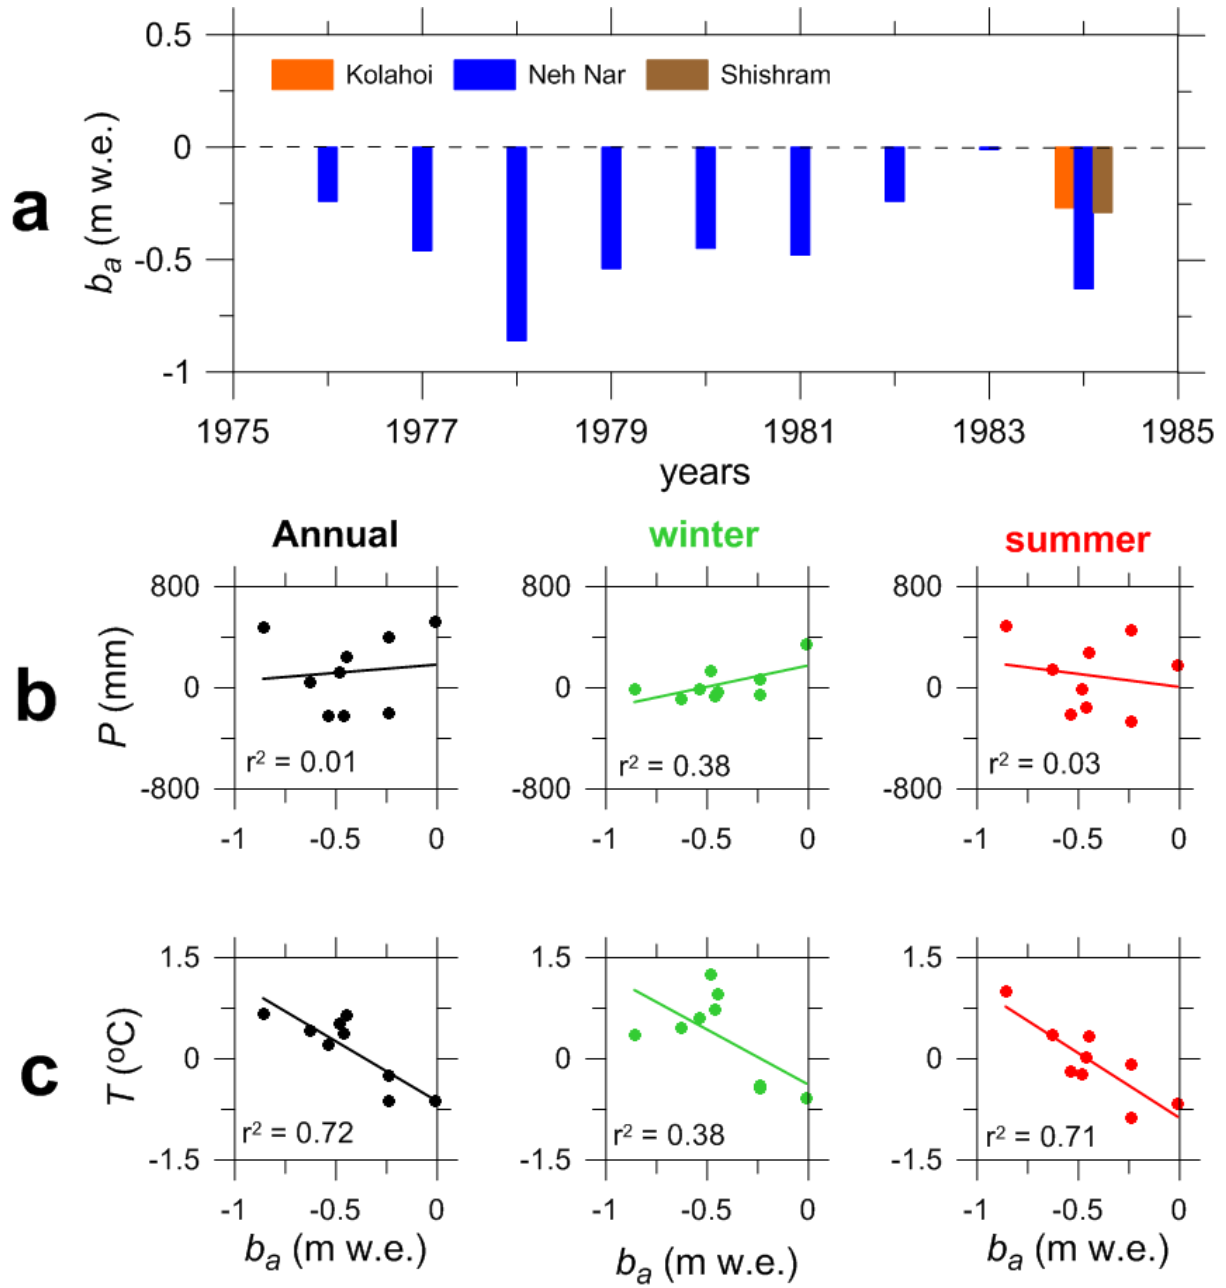 0.5
Kolahoi Neh Nar Shishram
0
-0.5
-1
a
b_a (m w.e.)
1975 1977 1979 1981 1983 1985
years
Annual winter summer
800 800 800
0 0 0
-800 -800 -800
b
P (mm)
r² = 0.01 r² = 0.38 r² = 0.03
-1 -0.5 0 -1 -0.5 0 -1 -0.5 0
1.5 1.5 1.5
0 0 0
-1.5 -1.5 -1.5
c
T (ºC)
r² = 0.72 r² = 0.38 r² = 0.71
-1 -0.5 0 -1 -0.5 0 -1 -0.5 0
b_a (m w.e.) b_a (m w.e.) b_a (m w.e.)